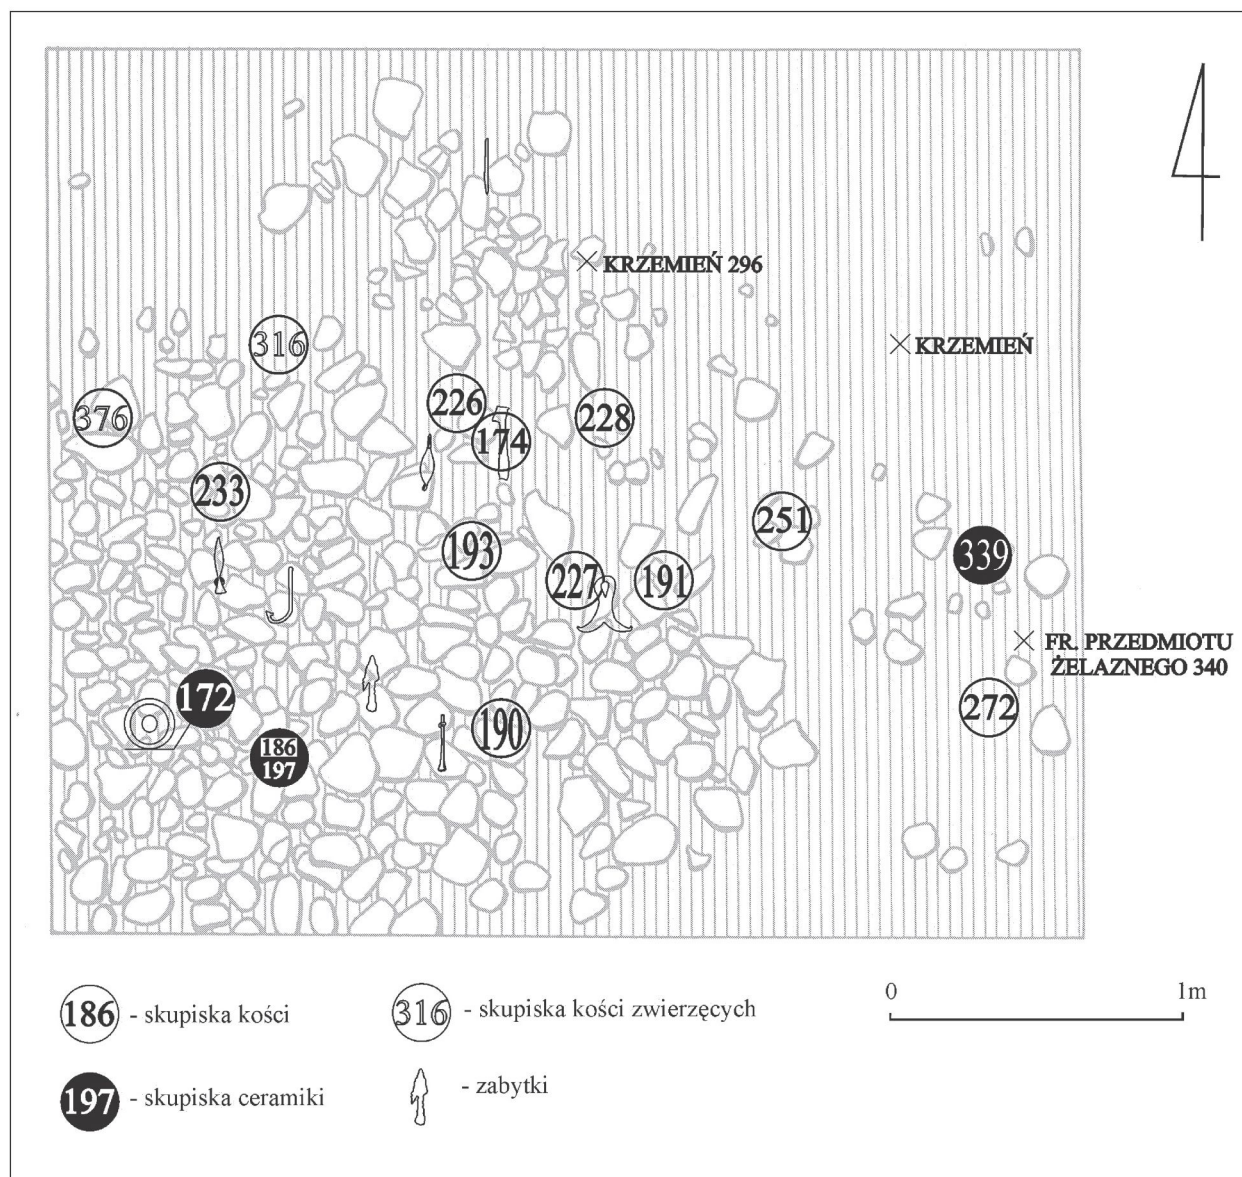 KRZEMIEŃ 296
316
KRZEMIEŃ
376
226
228
174
233
251
193
339
227
191
FR. PRZEDMIOTU
ŻELAZNEGO 340
172
272
190
186
197
186 - skupiska kości
316 - skupiska kości zwierzęcych
0 1m
197 - skupiska ceramiki
- zabytki